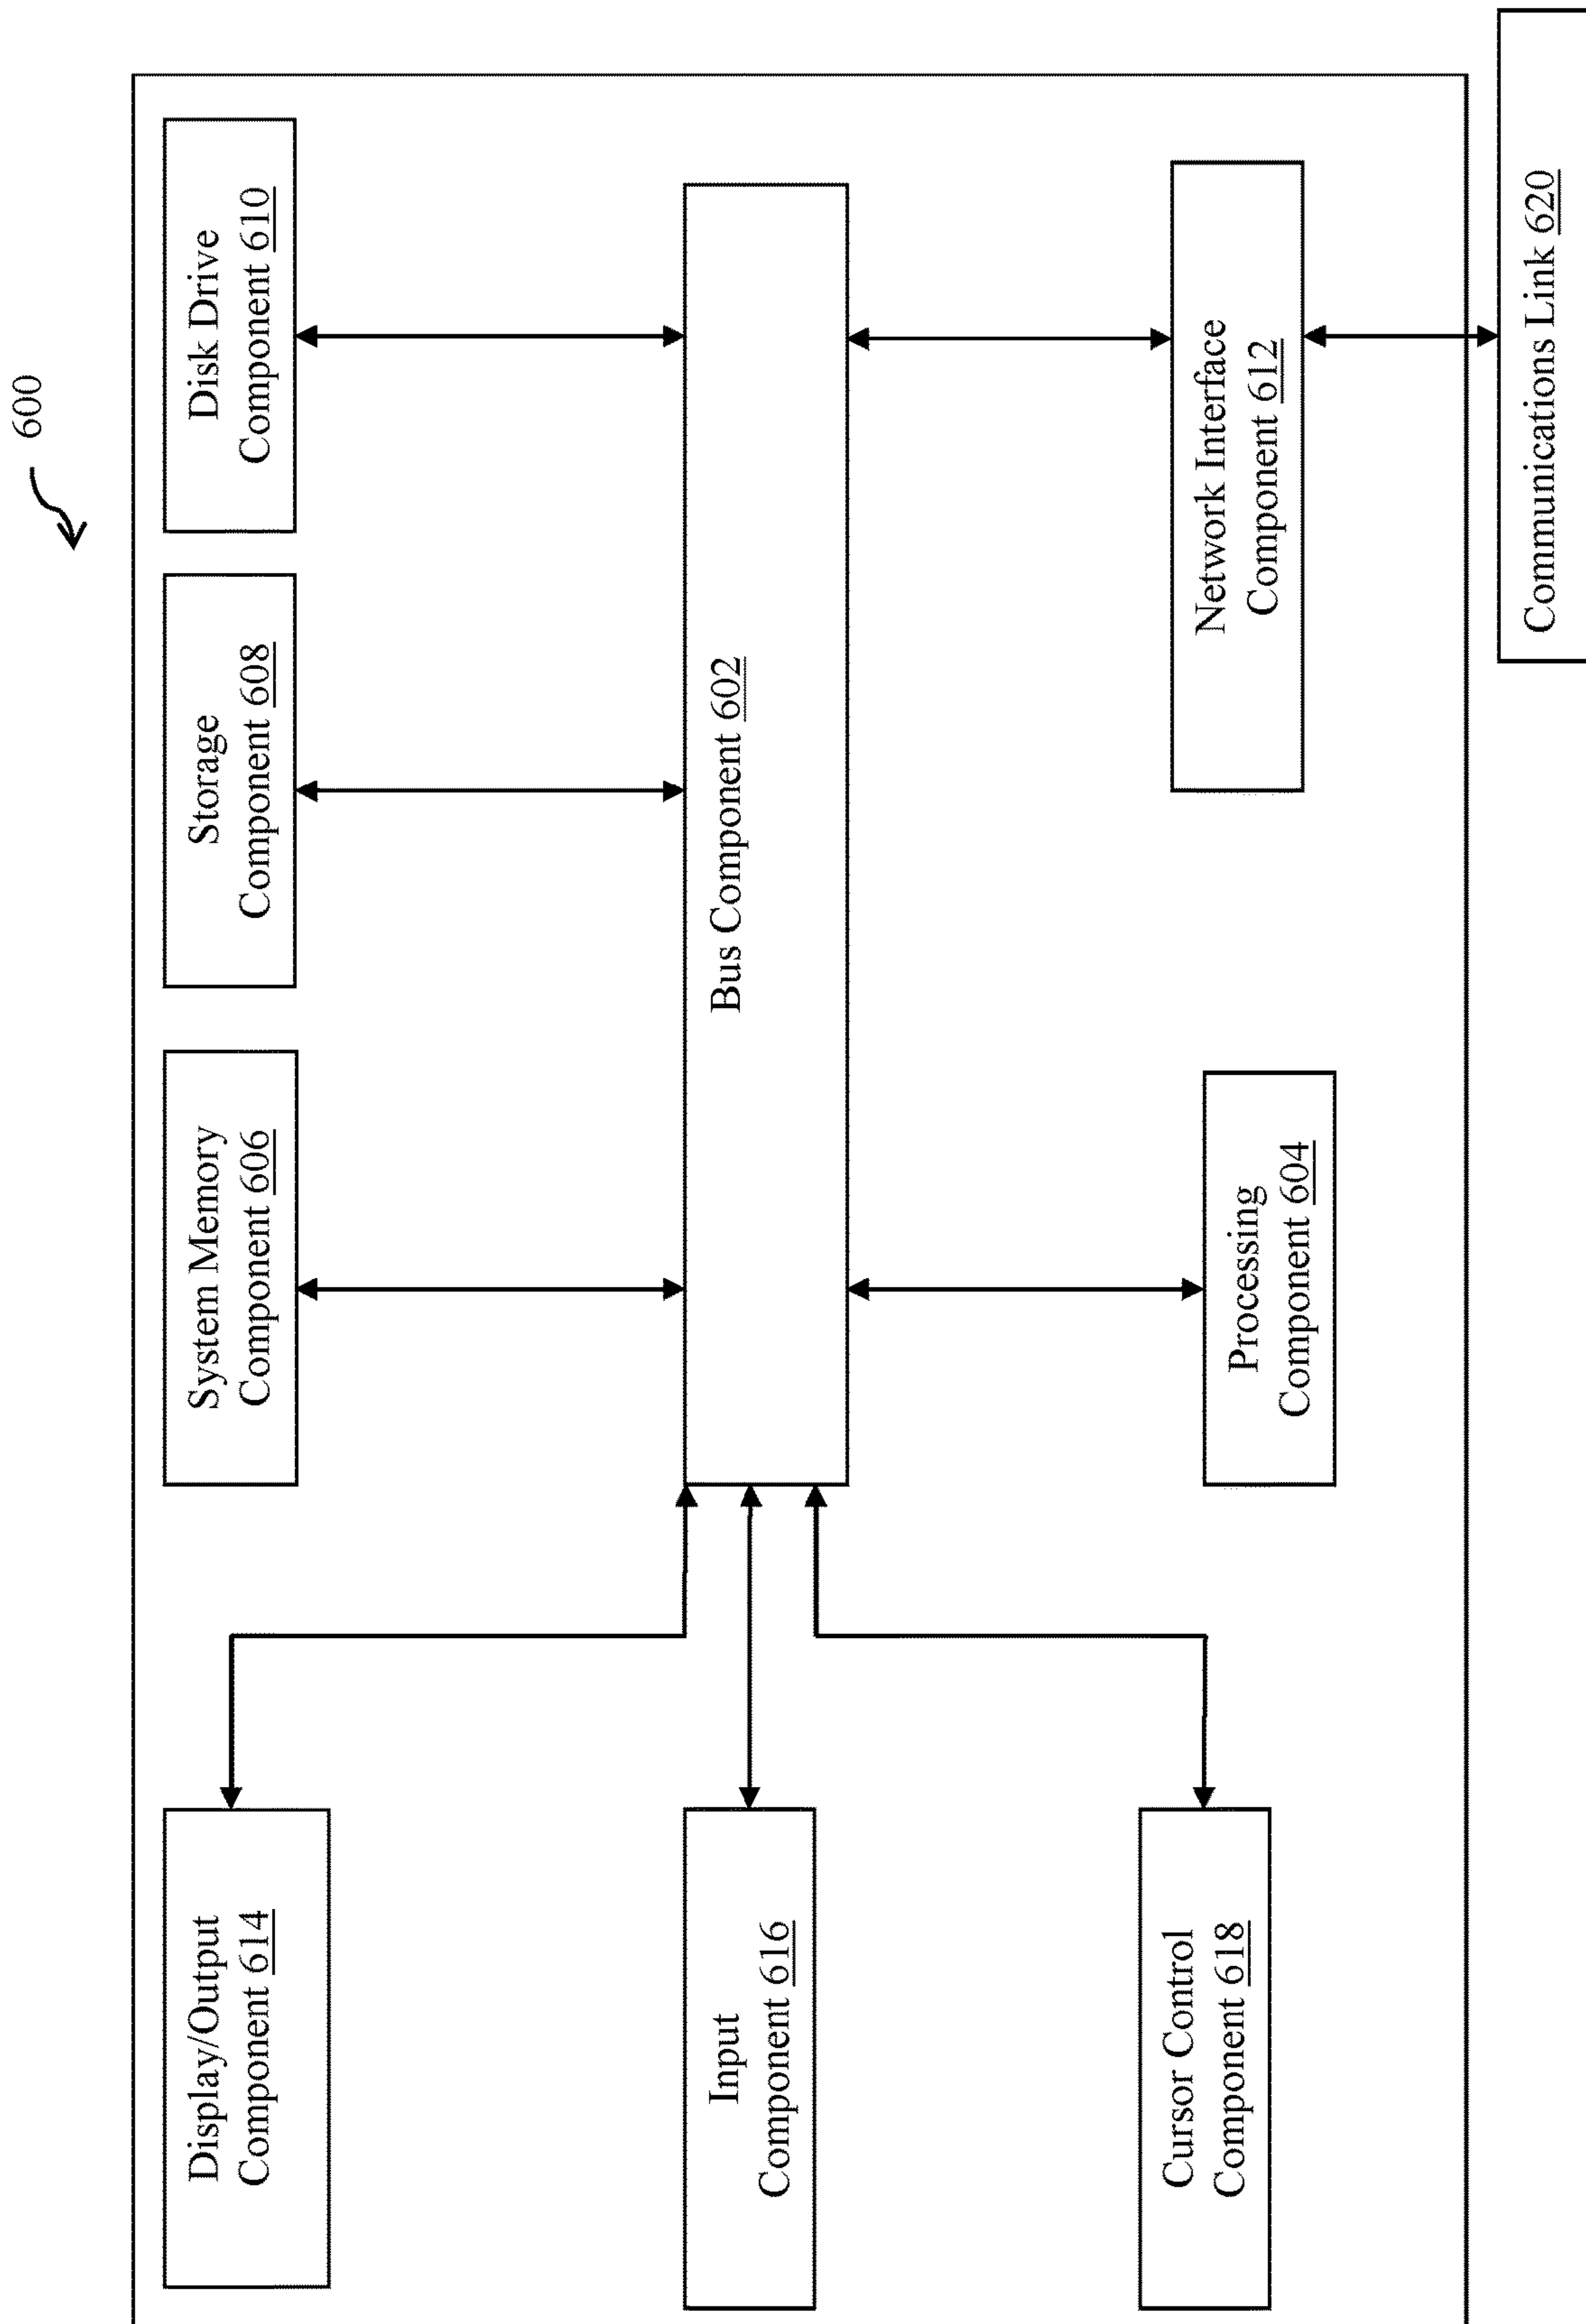 600
Display/Output
Component 614
System Memory
Component 606
Storage
Component 608
Disk Drive
Component 610
Input
Component 616
Bus Component 602
Cursor Control
Component 618
Processing
Component 604
Network Interface
Component 612
Communications Link 620